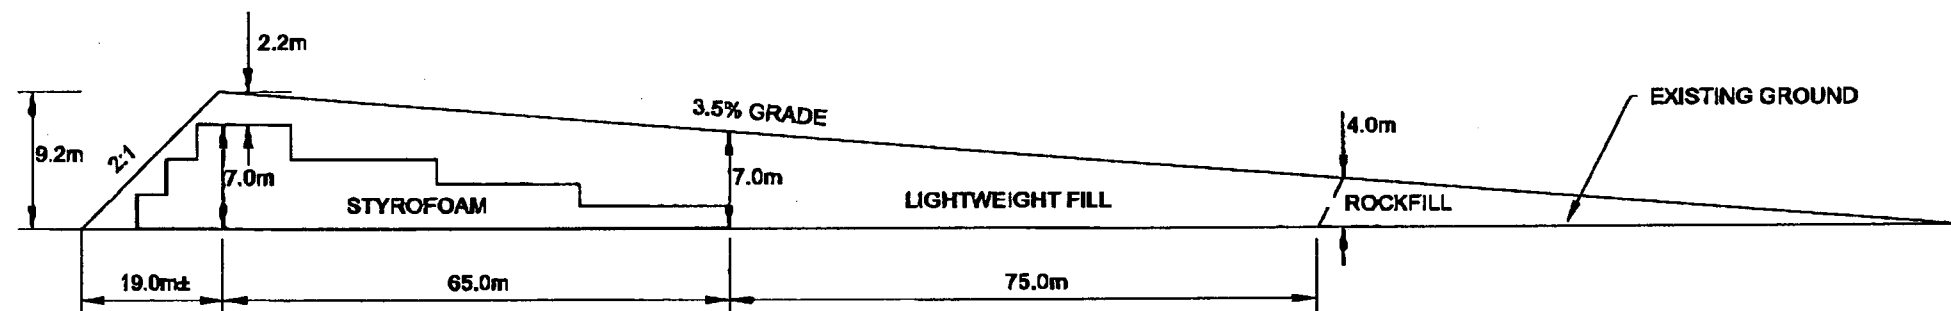 2.2m
EXISTING GROUND
3.5% GRADE
4.0m
9.2m
2:1
7.0m
7.0m
STYROFOAM
LIGHTWEIGHT FILL
ROCKFILL
19.0m±
65.0m
75.0m